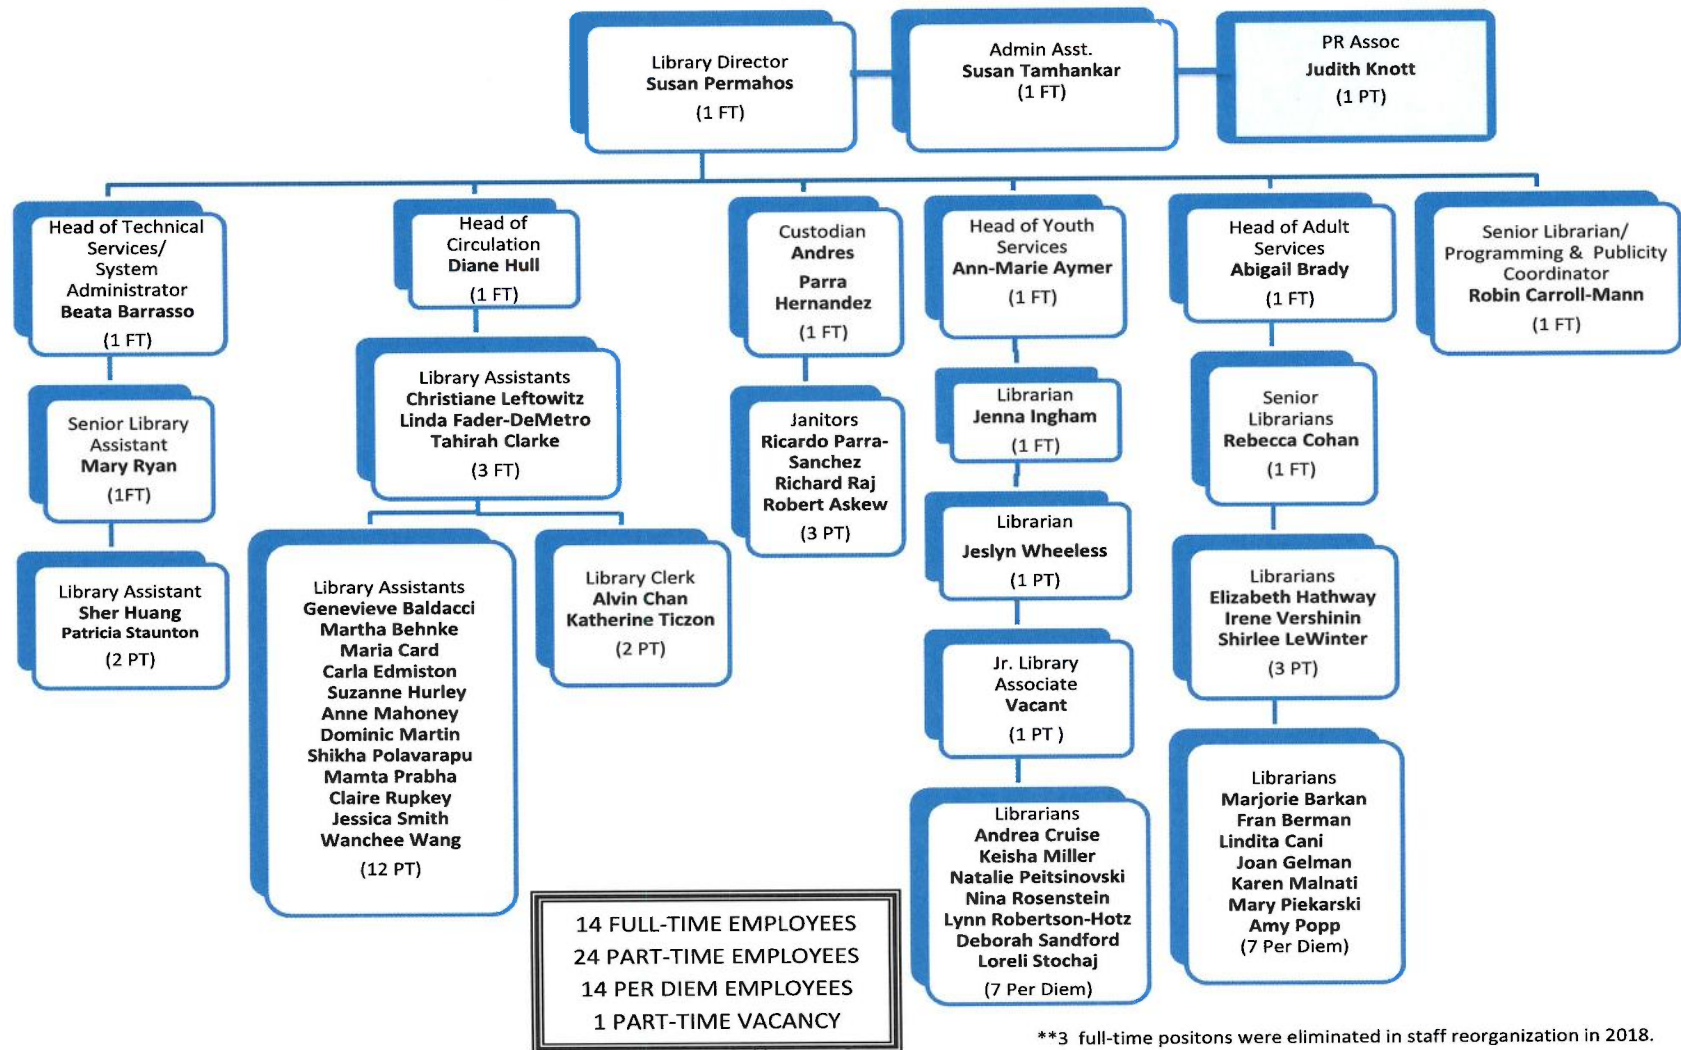 Library Director
Susan Permahos
(1 FT)
Admin Asst.
Susan Tamhankar
(1 FT)
PR Assoc
Judith Knott
(1 PT)
Head of Technical
Services/
System
Administrator
Beata Barrasso
(1 FT)
Head of
Circulation
Diane Hull
(1 FT)
Custodian
Andres
Parra
Hernandez
(1 FT)
Head of Youth
Services
Ann-Marie Aymer
(1 FT)
Head of Adult
Services
Abigail Brady
(1 FT)
Senior Librarian/
Programming & Publicity
Coordinator
Robin Carroll-Mann
(1 FT)
Senior Library
Assistant
Mary Ryan
(1FT)
Library Assistants
Christiane Leftowitz
Linda Fader-DeMetro
Tahirah Clarke
(3 FT)
Janitors
Ricardo Parra-
Sanchez
Richard Raj
Robert Askew
(3 PT)
Librarian
Jenna Ingham
(1 FT)
Senior
Librarians
Rebecca Cohan
(1 FT)
Library Assistant
Sher Huang
Patricia Staunton
(2 PT)
Library Assistants
Genevieve Baldacci
Martha Behnke
Maria Card
Carla Edmiston
Suzanne Hurley
Anne Mahoney
Dominic Martin
Shikha Polavarapu
Mamta Prabha
Claire Rupkey
Jessica Smith
Wanchee Wang
(12 PT)
Library Clerk
Alvin Chan
Katherine Ticzon
(2 PT)
Librarian
Jeslyn Wheeless
(1 PT)
Librarians
Elizabeth Hathway
Irene Vershinin
Shirlee LeWinter
(3 PT)
Jr. Library
Associate
Vacant
(1 PT )
Librarians
Andrea Cruise
Keisha Miller
Natalie Peitsinovski
Nina Rosenstein
Lynn Robertson-Hotz
Deborah Sandford
Loreli Stochaj
(7 Per Diem)
Librarians
Marjorie Barkan
Fran Berman
Lindita Cani
Joan Gelman
Karen Malnati
Mary Piekarski
Amy Popp
(7 Per Diem)
14 FULL-TIME EMPLOYEES
24 PART-TIME EMPLOYEES
14 PER DIEM EMPLOYEES
1 PART-TIME VACANCY
**3 full-time positons were eliminated in staff reorganization in 2018.